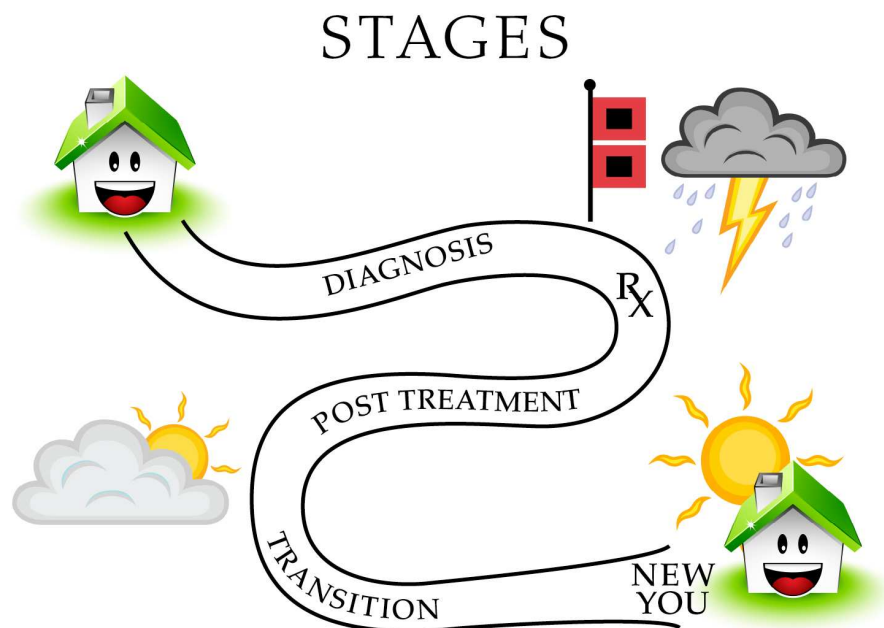 STAGES
DIAGNOSIS
RX
POST TREATMENT
TRANSITION
NEW
YOU